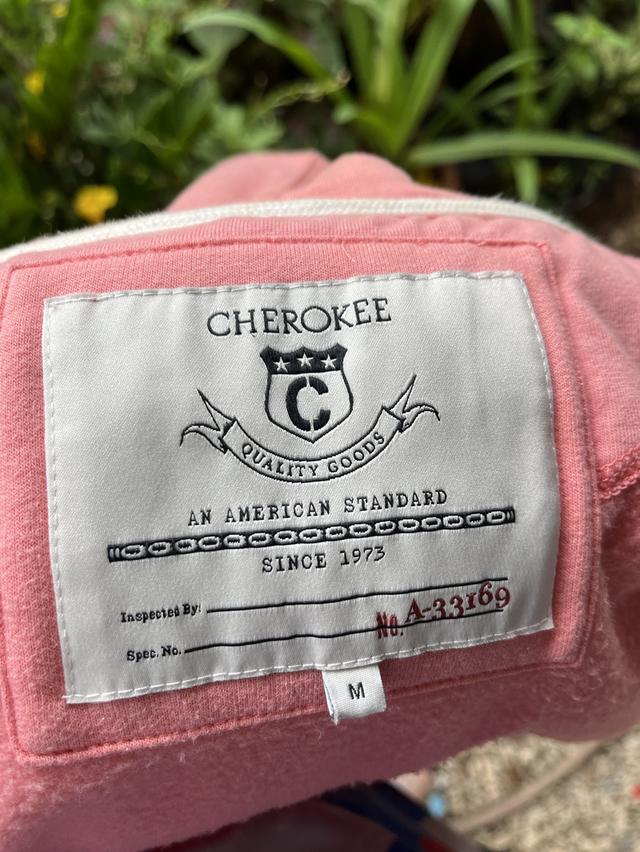 CHEROKEE
C
QUALITY GOODS
AN AMERICAN STANDARD
SINCE 1973
Inspected By:
No. A-33169
Spec. No.
M